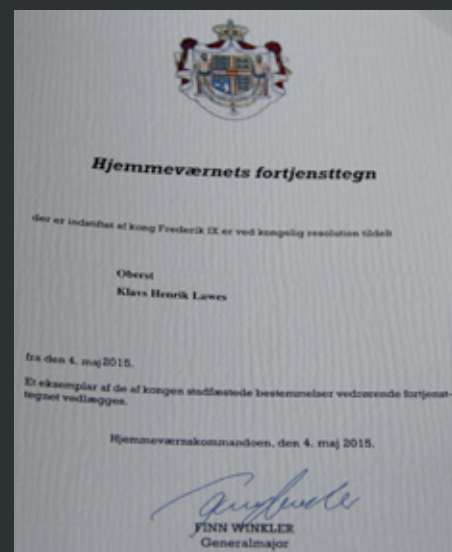 Hjemmeværnets fortjensttegn
der er indstiftet af kong Frederik IX er ved kongelig resolution tildelt
Oberst
Klavs Henrik Lawes
fra den 4. maj 2015.
Et eksemplar af de af kongen stadfæstede bestemmelser vedrørende fortjenst-
tegnet vedlægges.
Hjemmeværnskommandoen, den 4. maj 2015.
FINN WINKLER
Generalmajor